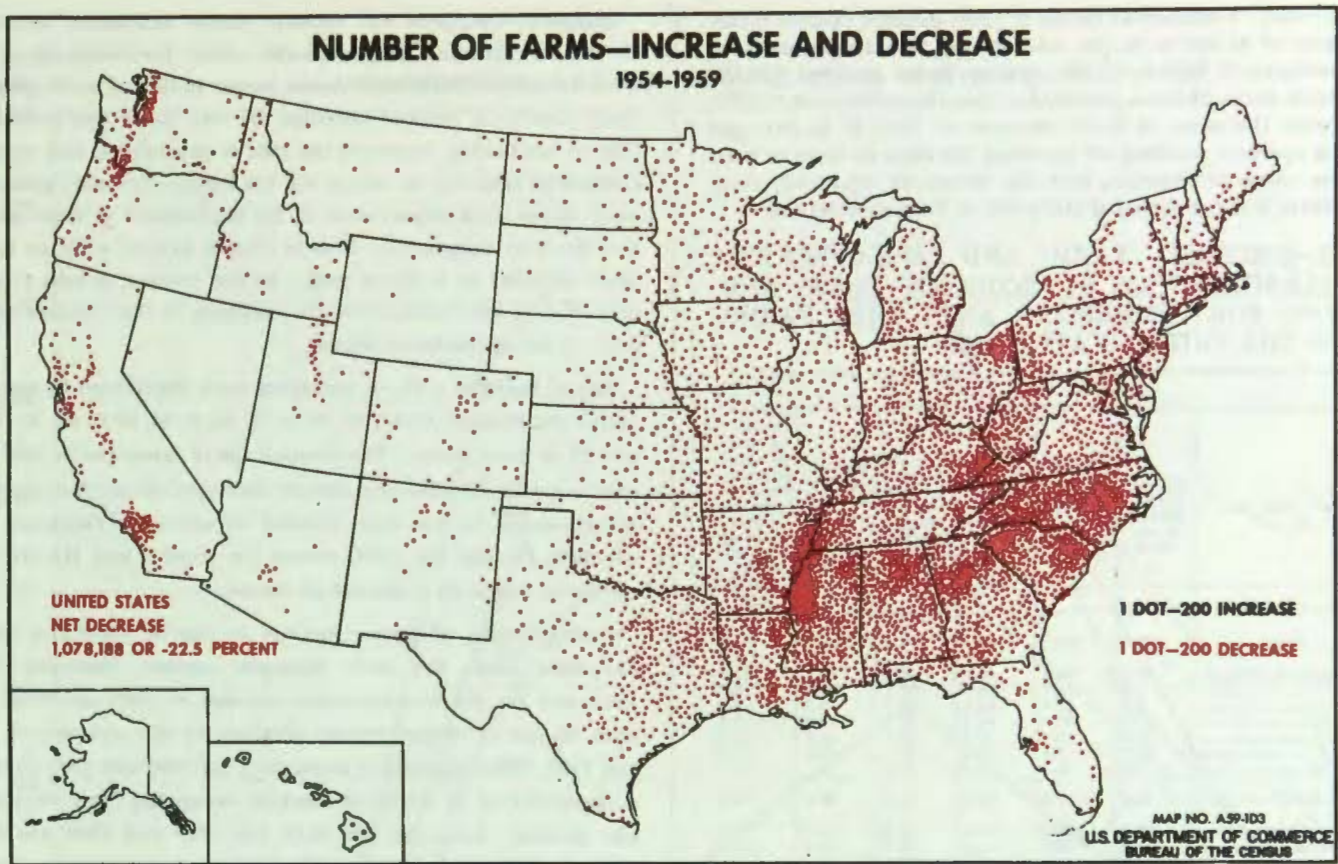 NUMBER OF FARMS-INCREASE AND DECREASE
1954-1959
UNITED STATES
NET DECREASE
1,078,188 OR -22.5 PERCENT
1 DOT—200 INCREASE
1 DOT—200 DECREASE
MAP NO. A59-1D3
U.S. DEPARTMENT OF COMMERCE
BUREAU OF THE CENSUS